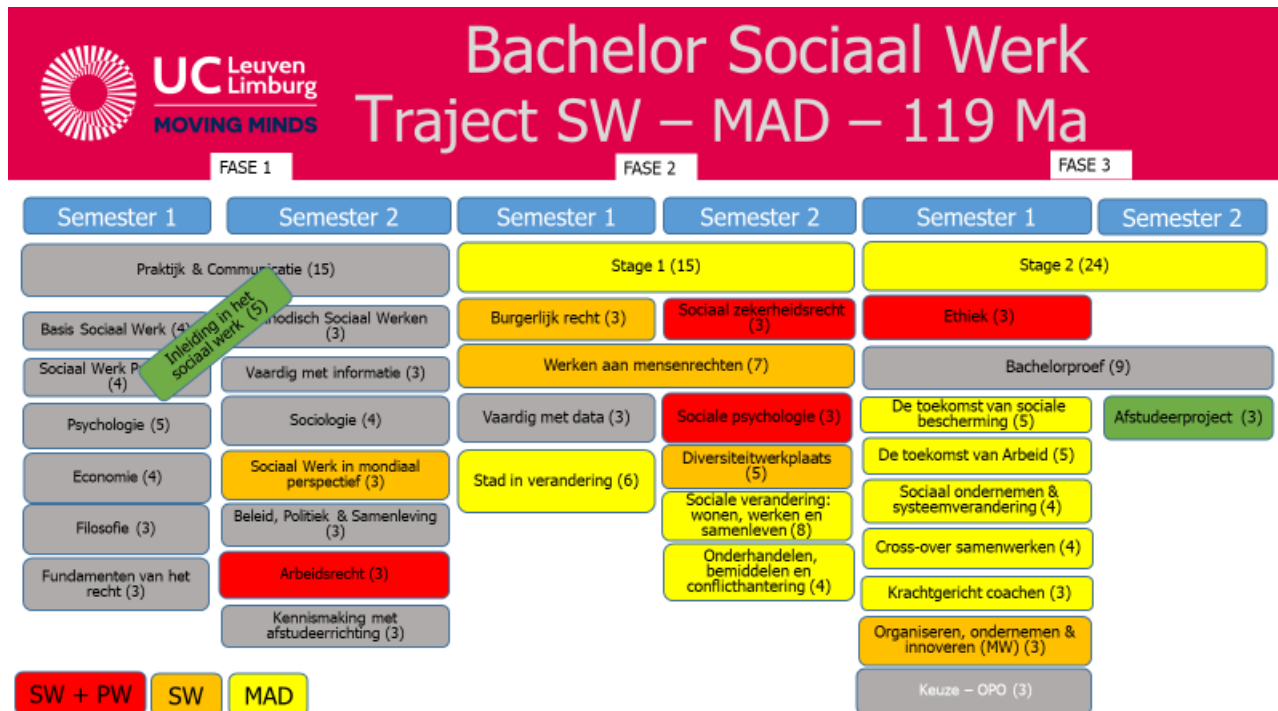 UC Leuven
Limburg
MOVING MINDS
Bachelor Sociaal Werk
Traject SW – MAD – 119 Ma
FASE 1
FASE 2
FASE 3
Semester 1
Semester 2
Semester 1
Semester 2
Semester 1
Semester 2
Praktijk & Communicatie (15)
Stage 1 (15)
Stage 2 (24)
Inleiding in het
sociaal werk (5)
Basis Sociaal Werk (4)
Sociaal Werk P
(4)
Psychologie (5)
Economie (4)
Filosofie (3)
Fundamenten van het
recht (3)
hodisch Sociaal Werken
(3)
Vaardig met informatie (3)
Sociologie (4)
Sociaal Werk in mondiaal
perspectief (3)
Beleid, Politiek & Samenleving
(3)
Arbeidsrecht (3)
Kennismaking met
afstudeerrichting (3)
Burgerlijk recht (3)
Sociaal zekerheidsrecht
(3)
Werken aan mensenrechten (7)
Vaardig met data (3)
Stad in verandering (6)
Sociale psychologie (3)
Diversiteitwerkplaats
(5)
Sociale verandering:
wonen, werken en
samenleven (8)
Onderhandelen,
bemiddelen en
conflicthantering (4)
Ethiek (3)
Bachelorproef (9)
De toekomst van sociale
bescherming (5)
De toekomst van Arbeid (5)
Sociaal ondernemen &
systeemverandering (4)
Cross-over samenwerken (4)
Krachtgericht coachen (3)
Organiseren, ondernemen &
innoveren (MW) (3)
Keuze – OPO (3)
Afstudeerproject (3)
SW + PW
SW
MAD